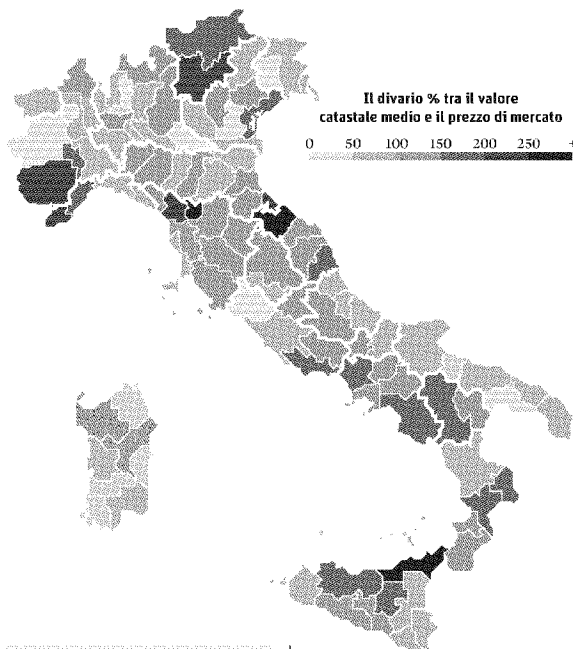 Il divario % tra il valore
catastale medio e il prezzo di mercato
0 50 100 150 200 250 +